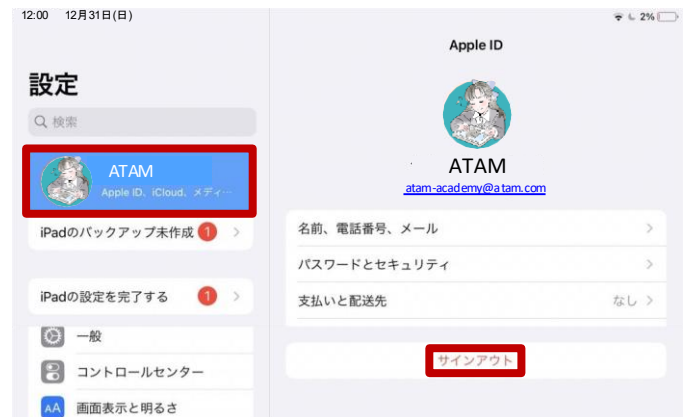 12:00 12月31日(日)
2%
設定
検索
ATAM
Apple ID、iCloud、メディ…
iPadのバックアップ未作成 1
iPadの設定を完了する 1
一般
コントロールセンター
AA 画面表示と明るさ
Apple ID
ATAM
atam-academy@atam.com
名前、電話番号、メール
パスワードとセキュリティ
支払いと配送先 なし
サインアウト